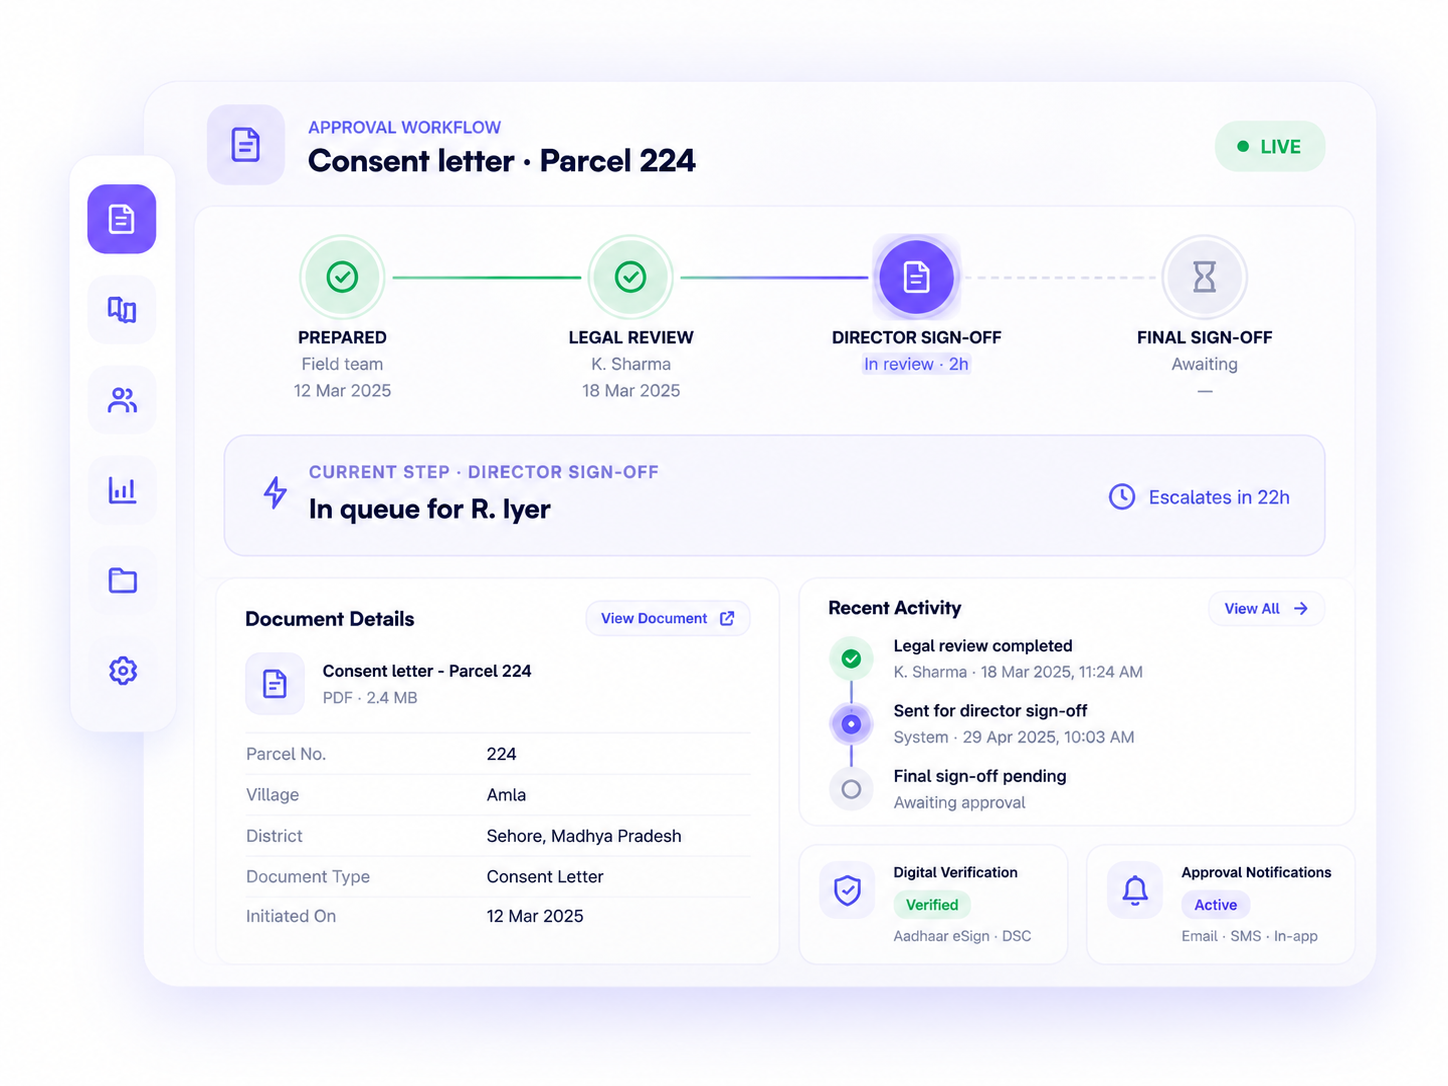 APPROVAL WORKFLOW
Consent letter · Parcel 224
LIVE
PREPARED
Field team
12 Mar 2025
LEGAL REVIEW
K. Sharma
18 Mar 2025
DIRECTOR SIGN-OFF
In review · 2h
FINAL SIGN-OFF
Awaiting
—
CURRENT STEP · DIRECTOR SIGN-OFF
In queue for R. Iyer
Escalates in 22h
Document Details
View Document
Consent letter - Parcel 224
PDF · 2.4 MB
Parcel No. 224
Village Amla
District Sehore, Madhya Pradesh
Document Type Consent Letter
Initiated On 12 Mar 2025
Recent Activity
View All
Legal review completed
K. Sharma · 18 Mar 2025, 11:24 AM
Sent for director sign-off
System · 29 Apr 2025, 10:03 AM
Final sign-off pending
Awaiting approval
Digital Verification
Verified
Aadhaar eSign · DSC
Approval Notifications
Active
Email · SMS · In-app